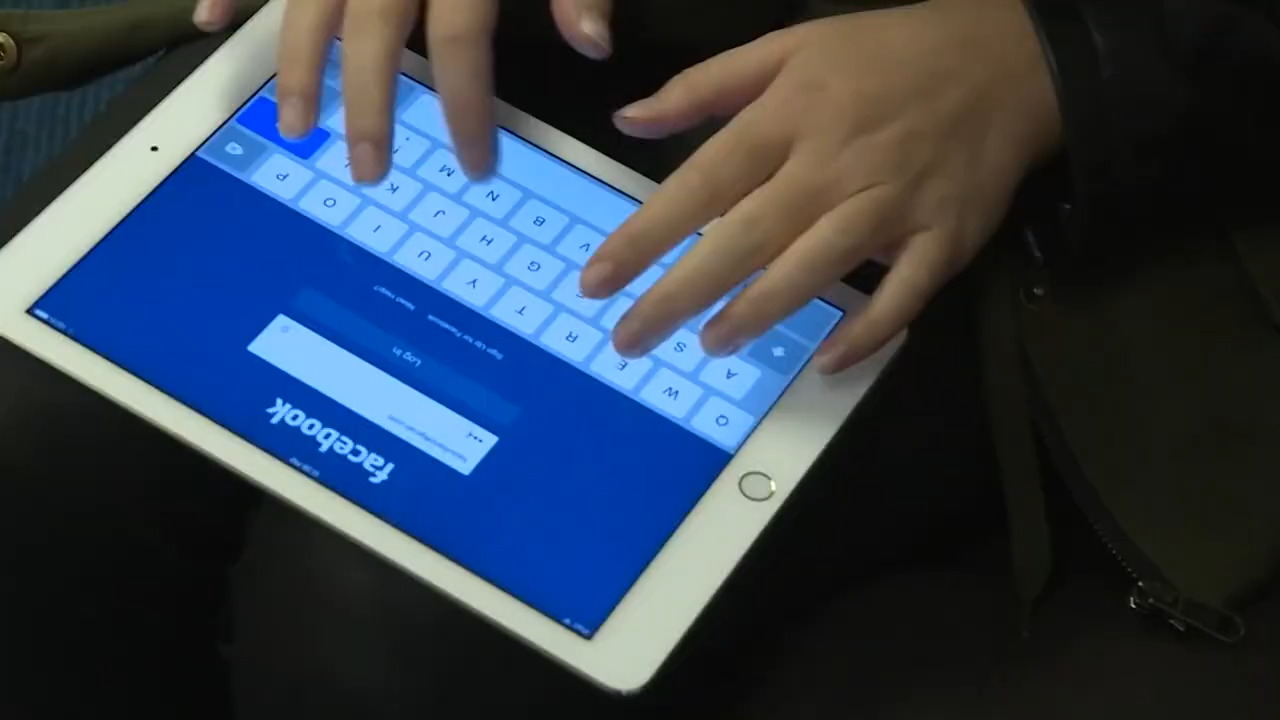 facebook
Log In
Sign Up for Facebook Need Help?
Q W E R T Y U I O P
A S G H J K
V B N M